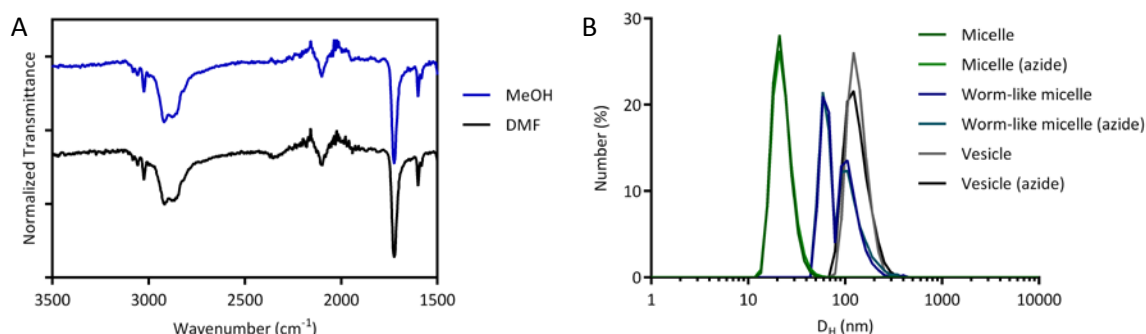 A
Normalized Transmittance
3500
3000
2500
2000
1500
Wavenumber (cm⁻¹)
MeOH
DMF
B
Number (%)
30
20
10
0
1
10
100
1000
10000
D_H (nm)
Micelle
Micelle (azide)
Worm-like micelle
Worm-like micelle (azide)
Vesicle
Vesicle (azide)